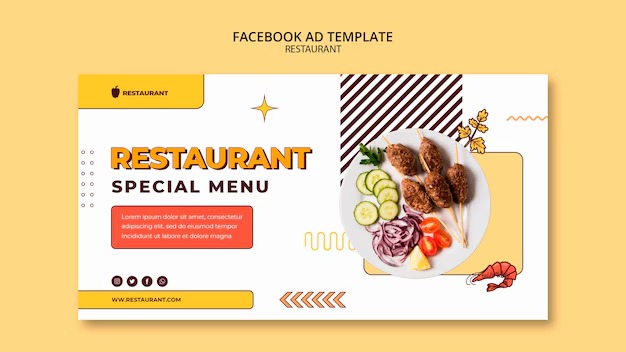 FACEBOOK AD TEMPLATE
RESTAURANT
RESTAURANT
RESTAURANT
SPECIAL MENU
Lorem ipsum dolor sit amet, consectetur
adipiscing elit, sed do eiusmod tempor
incididunt ut labore et dolore magna
WW.RESTAURANT.COM